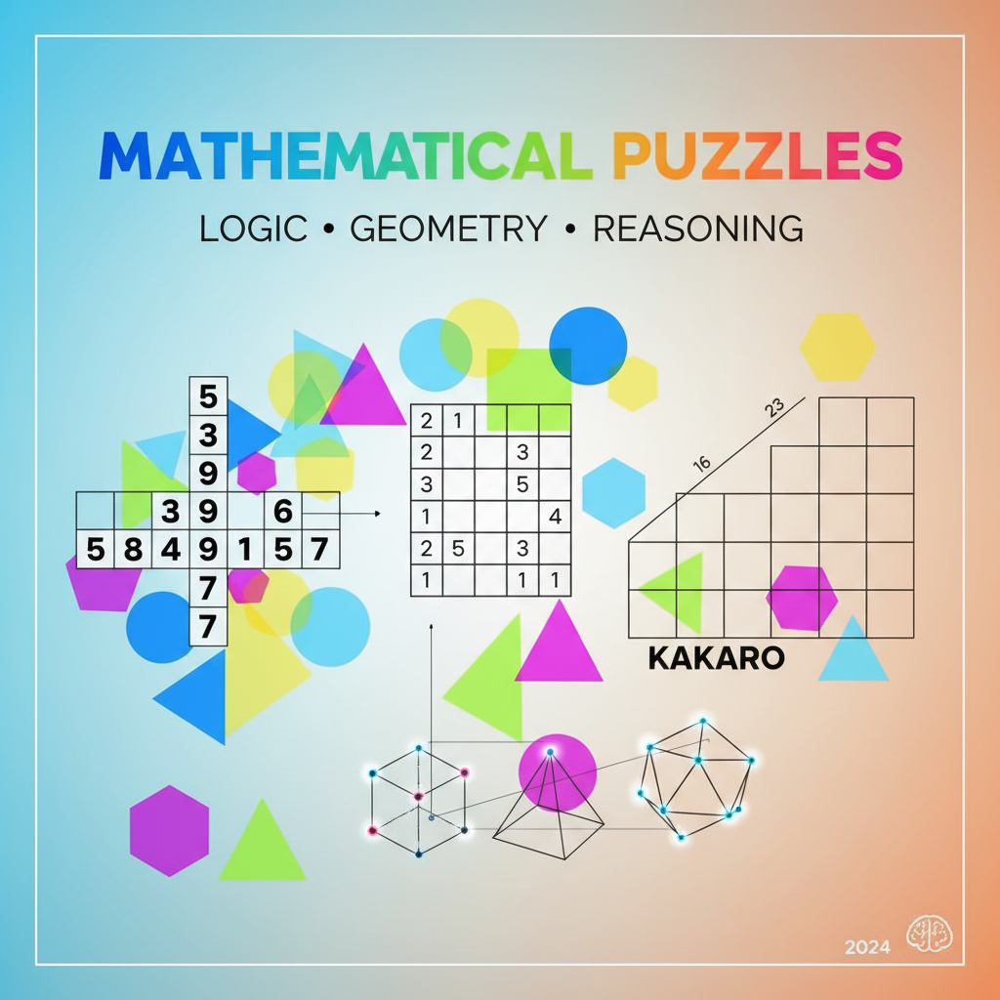 MATHEMATICAL PUZZLES
LOGIC • GEOMETRY • REASONING
5
3
9
3 9 6
5 8 4 9 1 5 7
7
7
2 1
2 3
3 5
1 4
2 5 3
1 1 1
23
16
KAKARO
2024